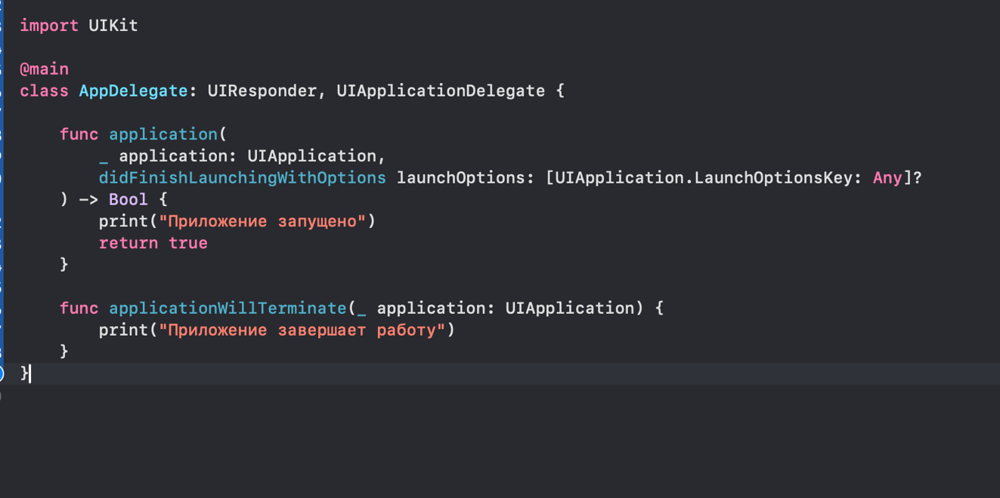 import UIKit
@main
class AppDelegate: UIResponder, UIApplicationDelegate {
func application(
_ application: UIApplication,
didFinishLaunchingWithOptions launchOptions: [UIApplication.LaunchOptionsKey: Any]?
) -> Bool {
print("Приложение запущено")
return true
}
func applicationWillTerminate(_ application: UIApplication) {
print("Приложение завершает работу")
}
}